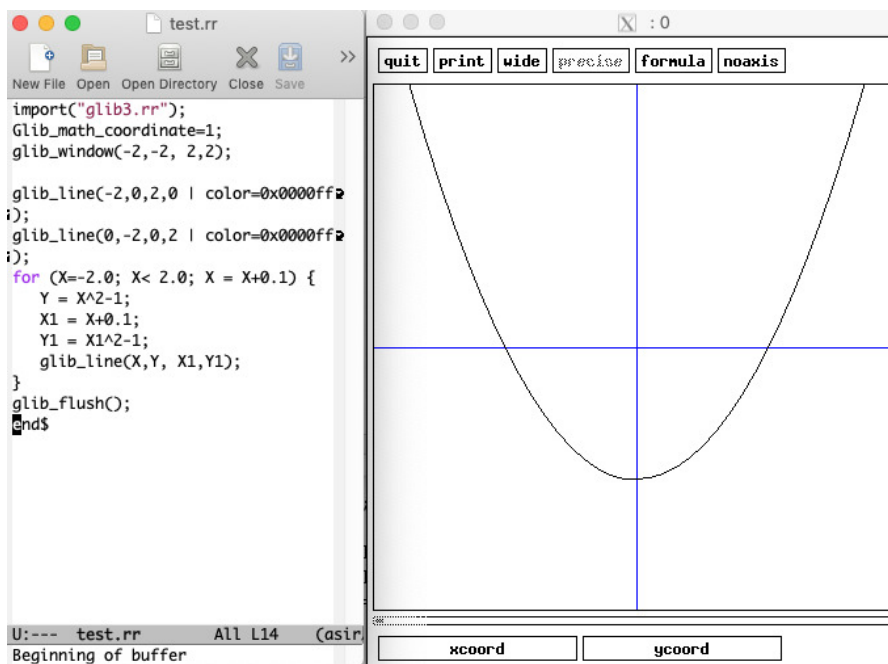 test.rr
New File Open Open Directory Close Save
import("glib3.rr");
Glib_math_coordinate=1;
glib_window(-2,-2, 2,2);
glib_line(-2,0,2,0 | color=0x0000ff
);
glib_line(0,-2,0,2 | color=0x0000ff
);
for (X=-2.0; X< 2.0; X = X+0.1) {
Y = X^2-1;
X1 = X+0.1;
Y1 = X1^2-1;
glib_line(X,Y, X1,Y1);
}
glib_flush();
end$
U:--- test.rr All L14 (asir/
Beginning of buffer
X :0
quit print wide precise formula noaxis
xcoord ycoord